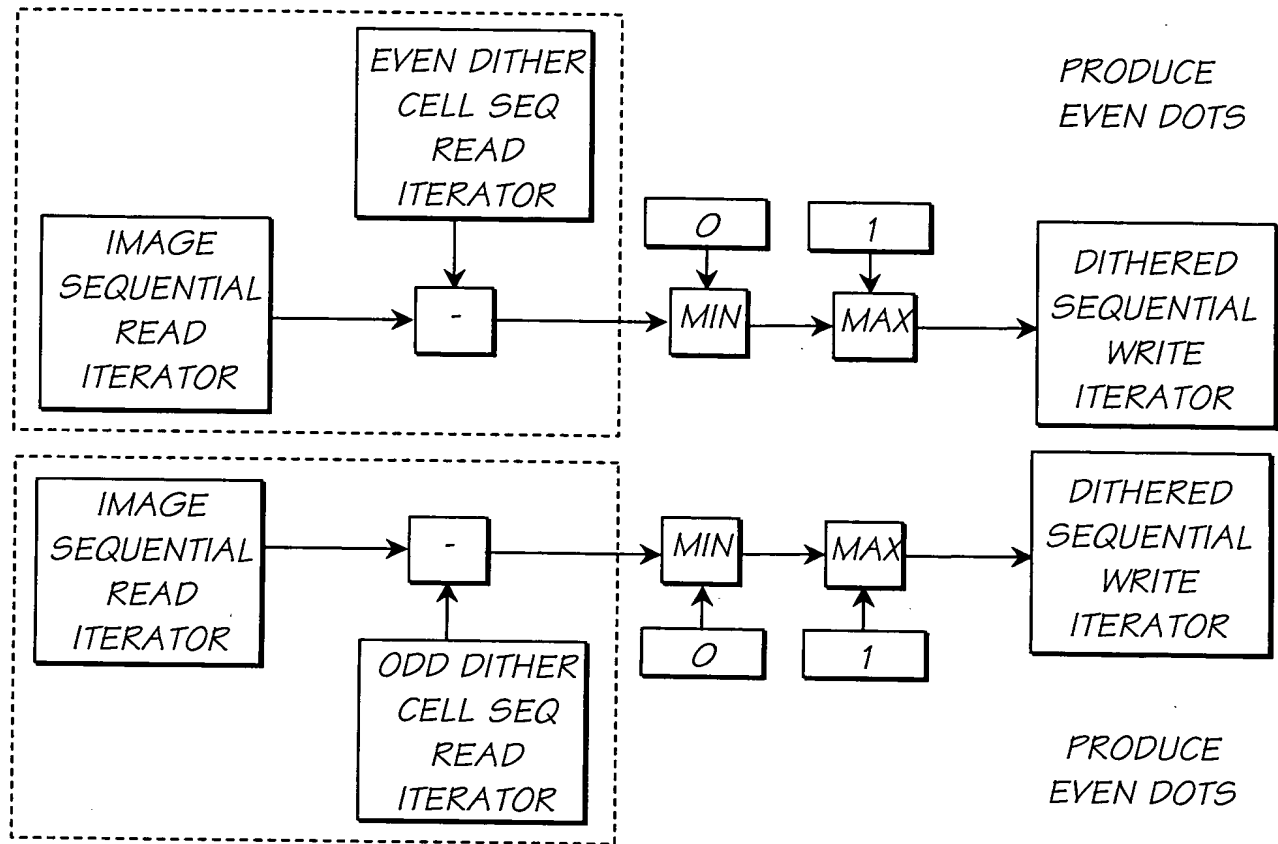 EVEN DITHER
CELL SEQ
READ
ITERATOR
PRODUCE
EVEN DOTS
IMAGE
SEQUENTIAL
READ
ITERATOR
-
0
MIN
1
MAX
DITHERED
SEQUENTIAL
WRITE
ITERATOR
IMAGE
SEQUENTIAL
READ
ITERATOR
-
ODD DITHER
CELL SEQ
READ
ITERATOR
MIN
0
MAX
1
DITHERED
SEQUENTIAL
WRITE
ITERATOR
PRODUCE
EVEN DOTS